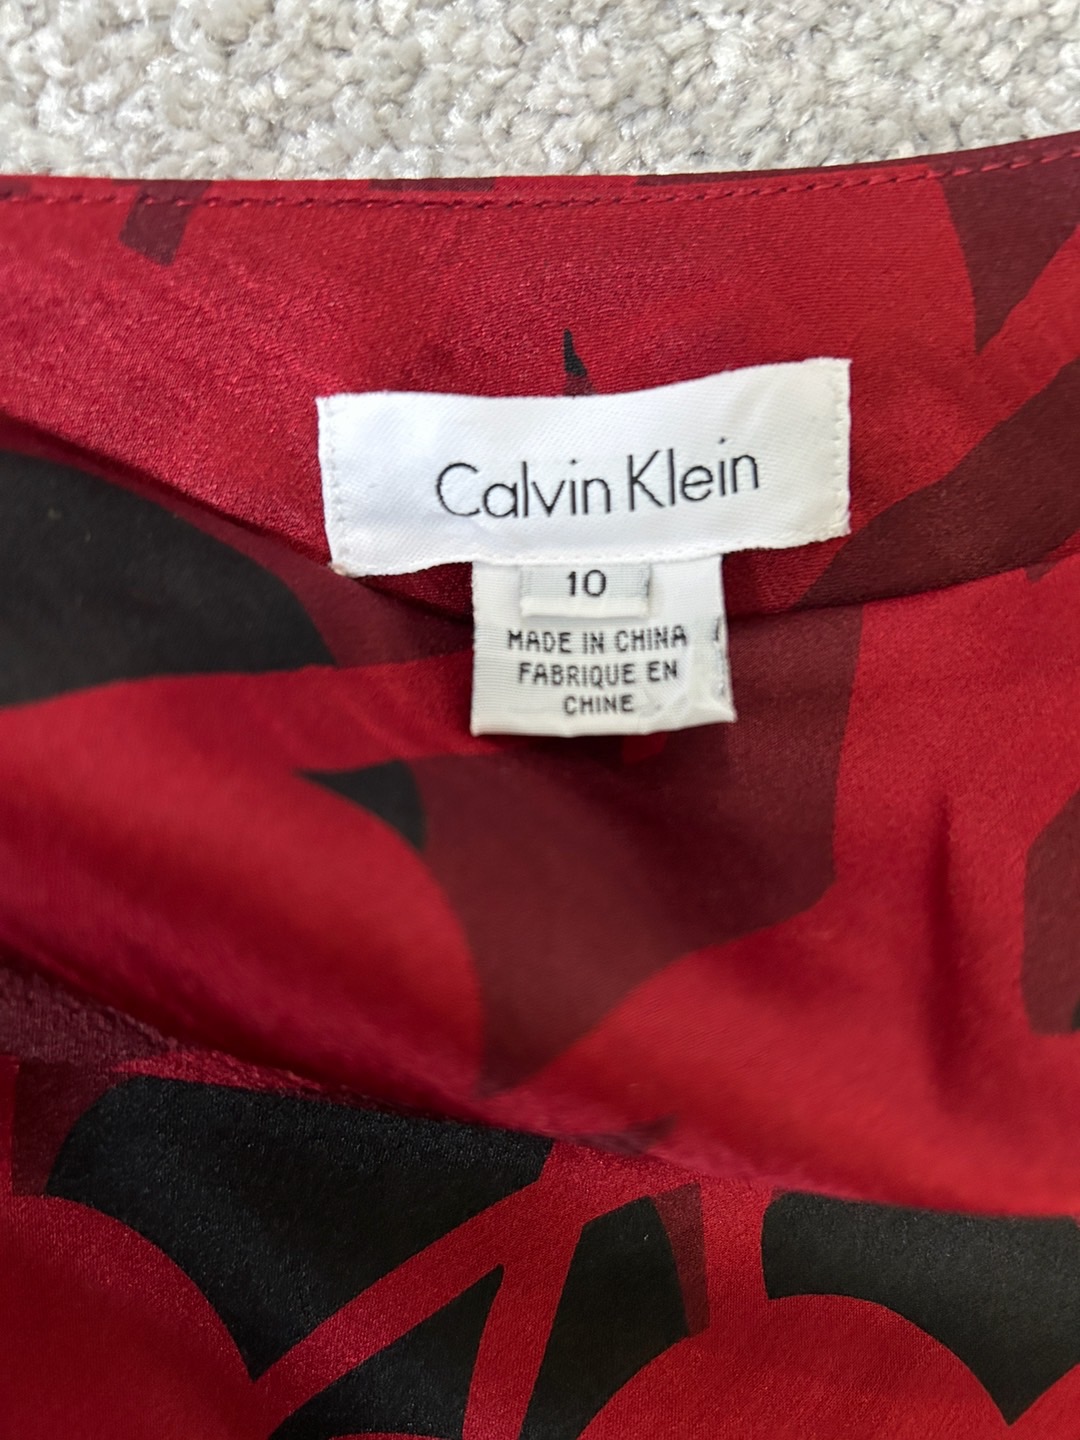 Calvin Klein
10
MADE IN CHINA
FABRIQUE EN
CHINE